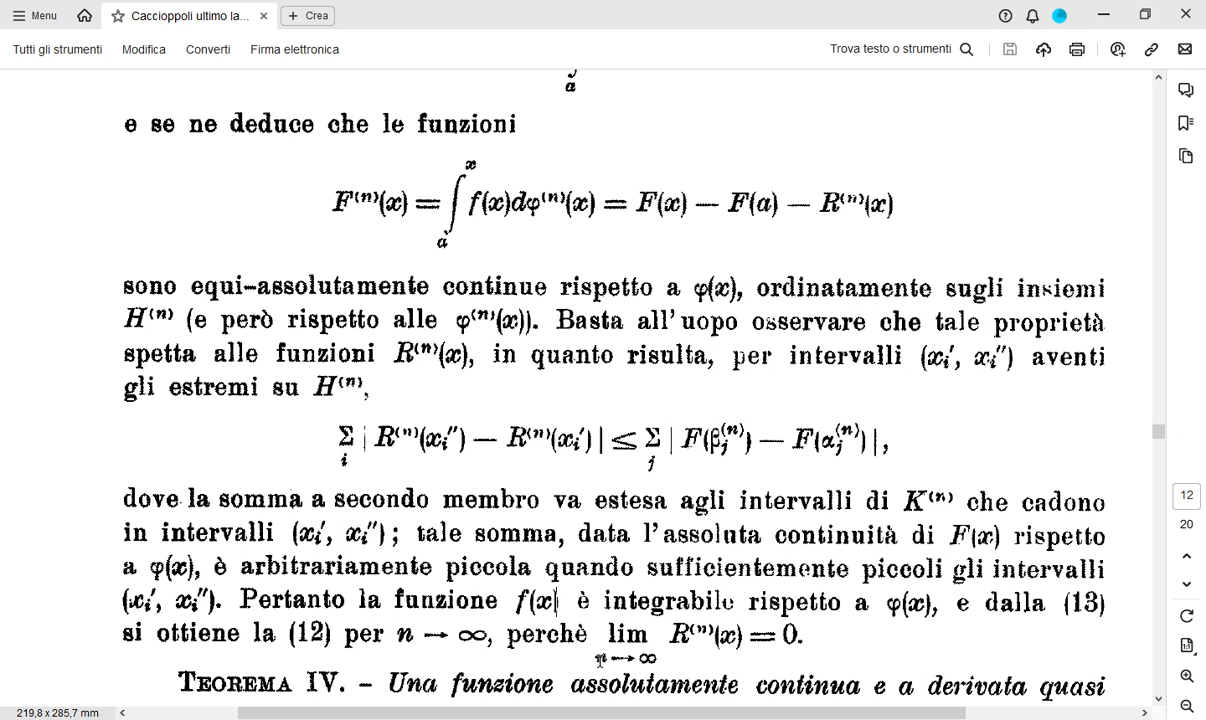 Menu Caccioppoli ultimo la... × + Crea
Tutti gli strumenti Modifica Converti Firma elettronica Trova testo o strumenti
a
e se ne deduce che le funzioni
F⁽ⁿ⁾(x) = ∫ₐˣ f(x)dφ⁽ⁿ⁾(x) = F(x) — F(a) — R⁽ⁿ⁾(x)
sono equi-assolutamente continue rispetto a φ(x), ordinatamente sugli insiemi
H⁽ⁿ⁾ (e però rispetto alle φ⁽ⁿ⁾(x)). Basta all'uopo osservare che tale proprietà
spetta alle funzioni R⁽ⁿ⁾(x), in quanto risulta, per intervalli (xᵢ′, xᵢ″) aventi
gli estremi su H⁽ⁿ⁾,
Σᵢ | R⁽ⁿ⁾(xᵢ″) — R⁽ⁿ⁾(xᵢ′) | ≤ Σⱼ | F(βⱼ⁽ⁿ⁾) — F(αⱼ⁽ⁿ⁾) |,
dove la somma a secondo membro va estesa agli intervalli di K⁽ⁿ⁾ che cadono
in intervalli (xᵢ′, xᵢ″); tale somma, data l'assoluta continuità di F(x) rispetto
a φ(x), è arbitrariamente piccola quando sufficientemente piccoli gli intervalli
(xᵢ′, xᵢ″). Pertanto la funzione f(x) è integrabile rispetto a φ(x), e dalla (13)
si ottiene la (12) per n → ∞, perchè lim R⁽ⁿ⁾(x) = 0.
n→∞
TEOREMA IV. - Una funzione assolutamente continua e a derivata quasi
12
20
219,8 x 285,7 mm